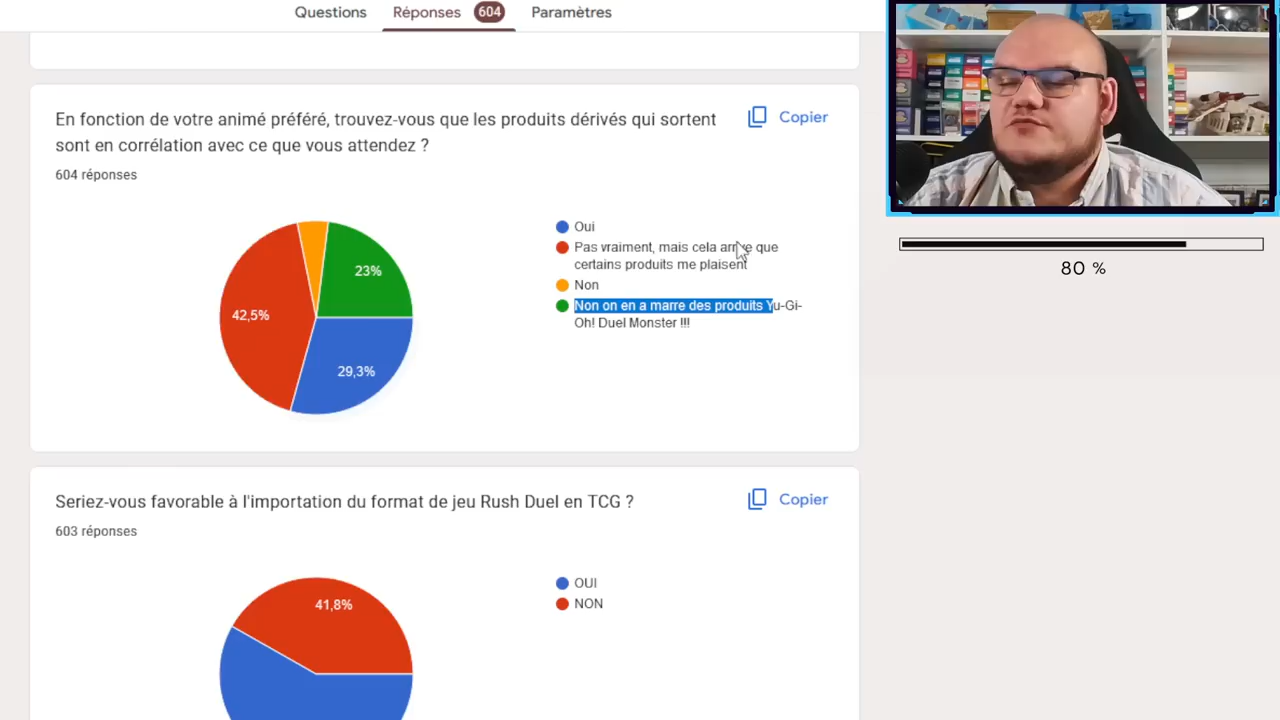 Questions
Réponses 604
Paramètres
En fonction de votre animé préféré, trouvez-vous que les produits dérivés qui sortent
sont en corrélation avec ce que vous attendez ?
Copier
604 réponses
23%
42,5%
29,3%
Oui
Pas vraiment, mais cela arrive que
certains produits me plaisent
Non
Non on en a marre des produits Yu-Gi-
Oh! Duel Monster !!!
80 %
Seriez-vous favorable à l'importation du format de jeu Rush Duel en TCG ?
Copier
603 réponses
41,8%
OUI
NON